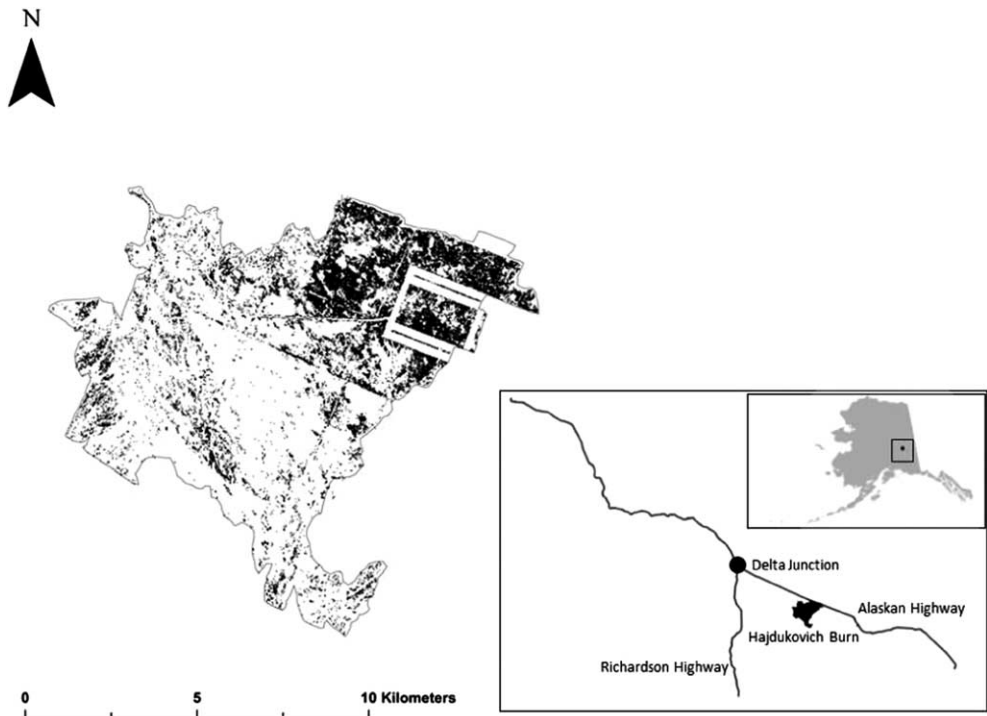 N
Delta Junction
Alaskan Highway
Hajdukovich Burn
Richardson Highway
0 5 10 Kilometers